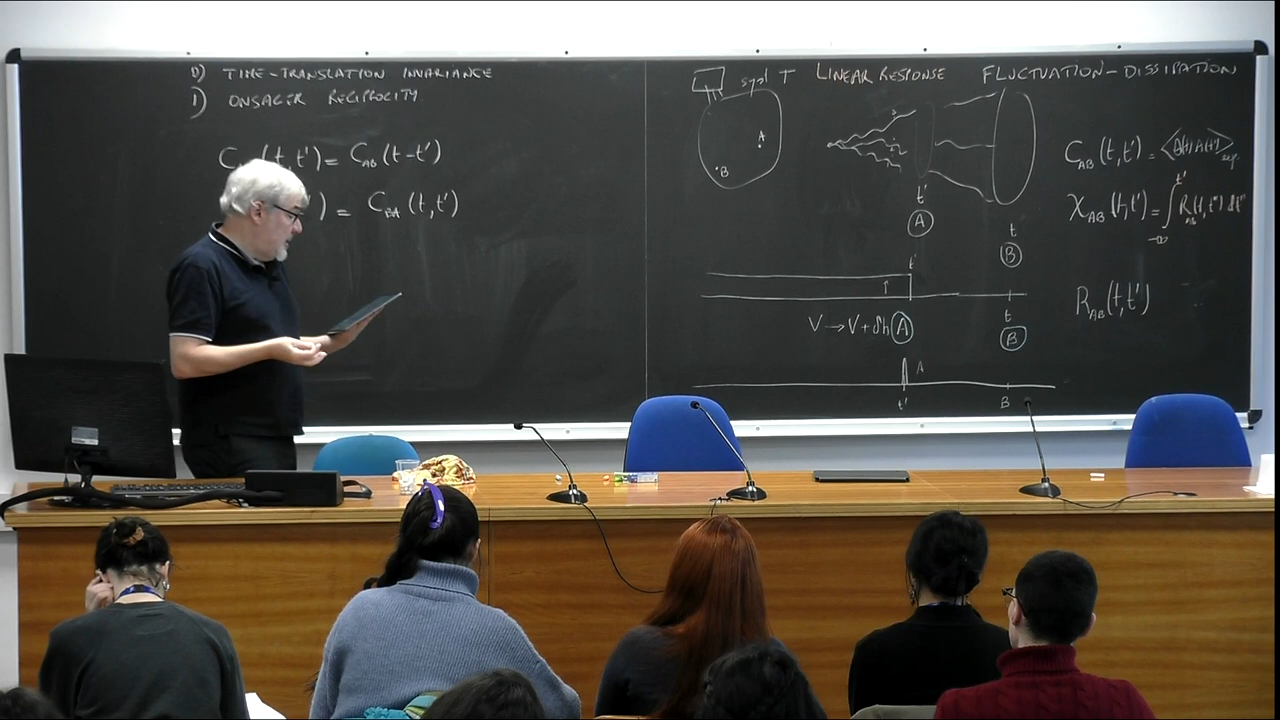 0) TIME-TRANSLATION INVARIANCE
1) ONSAGER RECIPROCITY
(t,t') = C_AB (t-t')
) = C_BA (t,t')
syst T LINEAR RESPONSE FLUCTUATION-DISSIPATION
A
B
t'
A
t
B
C_AB (t,t') = <B(t) A(t')>
χ_AB (t,t') = ∫_{-∞}^{t'} R_AB (t,t'') dt''
t'
t
V → V + δh A
B
R_AB (t,t')
A
t'
B